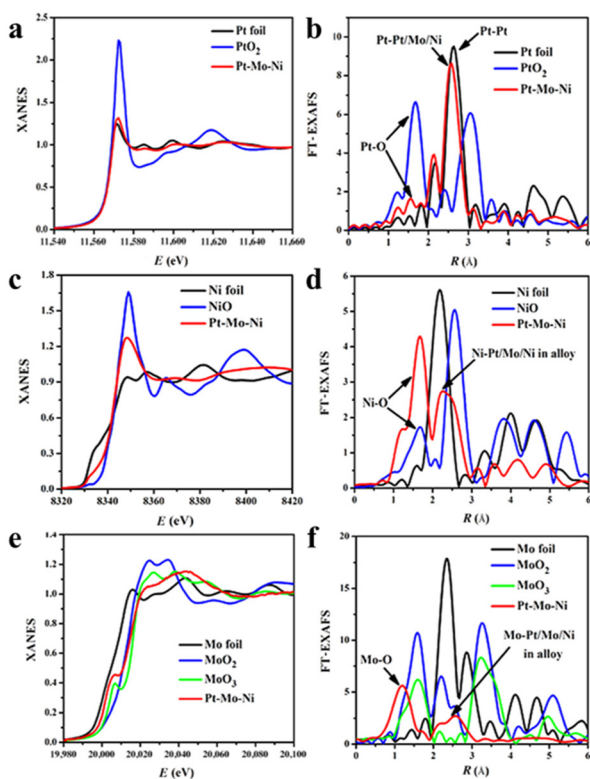 a
XANES
2.5
2.0
1.5
1.0
0.5
0.0
Pt foil
PtO2
Pt-Mo-Ni
11,540 11,560 11,580 11,600 11,620 11,640 11,660
E (eV)
b
FT-EXAFS
10
8
6
4
2
0
Pt-Pt/Mo/Ni
Pt-Pt
Pt foil
PtO2
Pt-Mo-Ni
Pt-O
0 1 2 3 4 5 6
R (Å)
c
XANES
1.6
1.2
0.8
0.4
0.0
Ni foil
NiO
Pt-Mo-Ni
8320 8340 8360 8380 8400 8420
E (eV)
d
FT-EXAFS
6
5
4
3
2
1
0
Ni foil
NiO
Pt-Mo-Ni
Ni-Pt/Mo/Ni in alloy
Ni-O
0 1 2 3 4 5 6
R (Å)
e
XANES
1.4
1.2
1.0
0.8
0.6
0.4
0.2
0.0
Mo foil
MoO2
MoO3
Pt-Mo-Ni
19,980 20,000 20,020 20,040 20,060 20,080 20,100
E (eV)
f
FT-EXAFS
20
15
10
5
0
Mo foil
MoO2
MoO3
Pt-Mo-Ni
Mo-O
Mo-Pt/Mo/Ni
in alloy
0 1 2 3 4 5 6
R (Å)